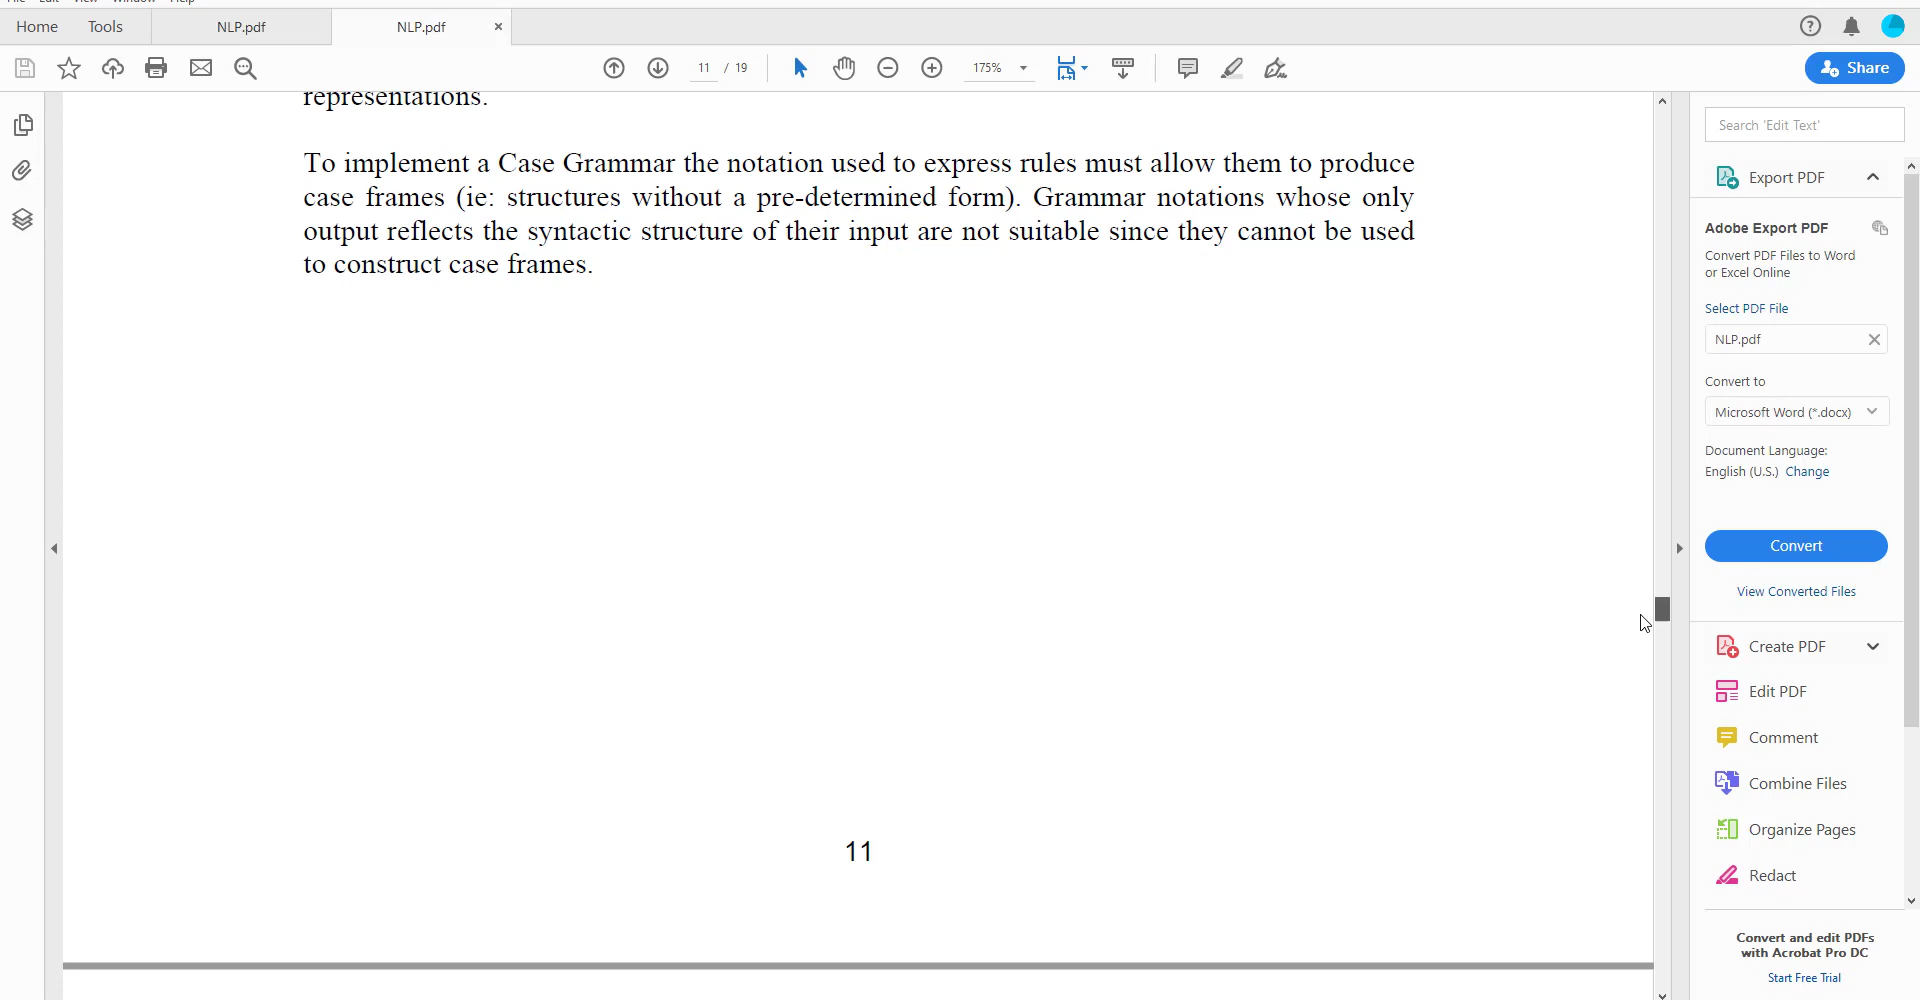 File Edit View Window Help
Home Tools NLP.pdf NLP.pdf
11 / 19 175% Share
representations.
To implement a Case Grammar the notation used to express rules must allow them to produce
case frames (ie: structures without a pre-determined form). Grammar notations whose only
output reflects the syntactic structure of their input are not suitable since they cannot be used
to construct case frames.
11
Search 'Edit Text'
Export PDF
Adobe Export PDF
Convert PDF Files to Word
or Excel Online
Select PDF File
NLP.pdf
Convert to
Microsoft Word (*.docx)
Document Language:
English (U.S.) Change
Convert
View Converted Files
Create PDF
Edit PDF
Comment
Combine Files
Organize Pages
Redact
Convert and edit PDFs
with Acrobat Pro DC
Start Free Trial